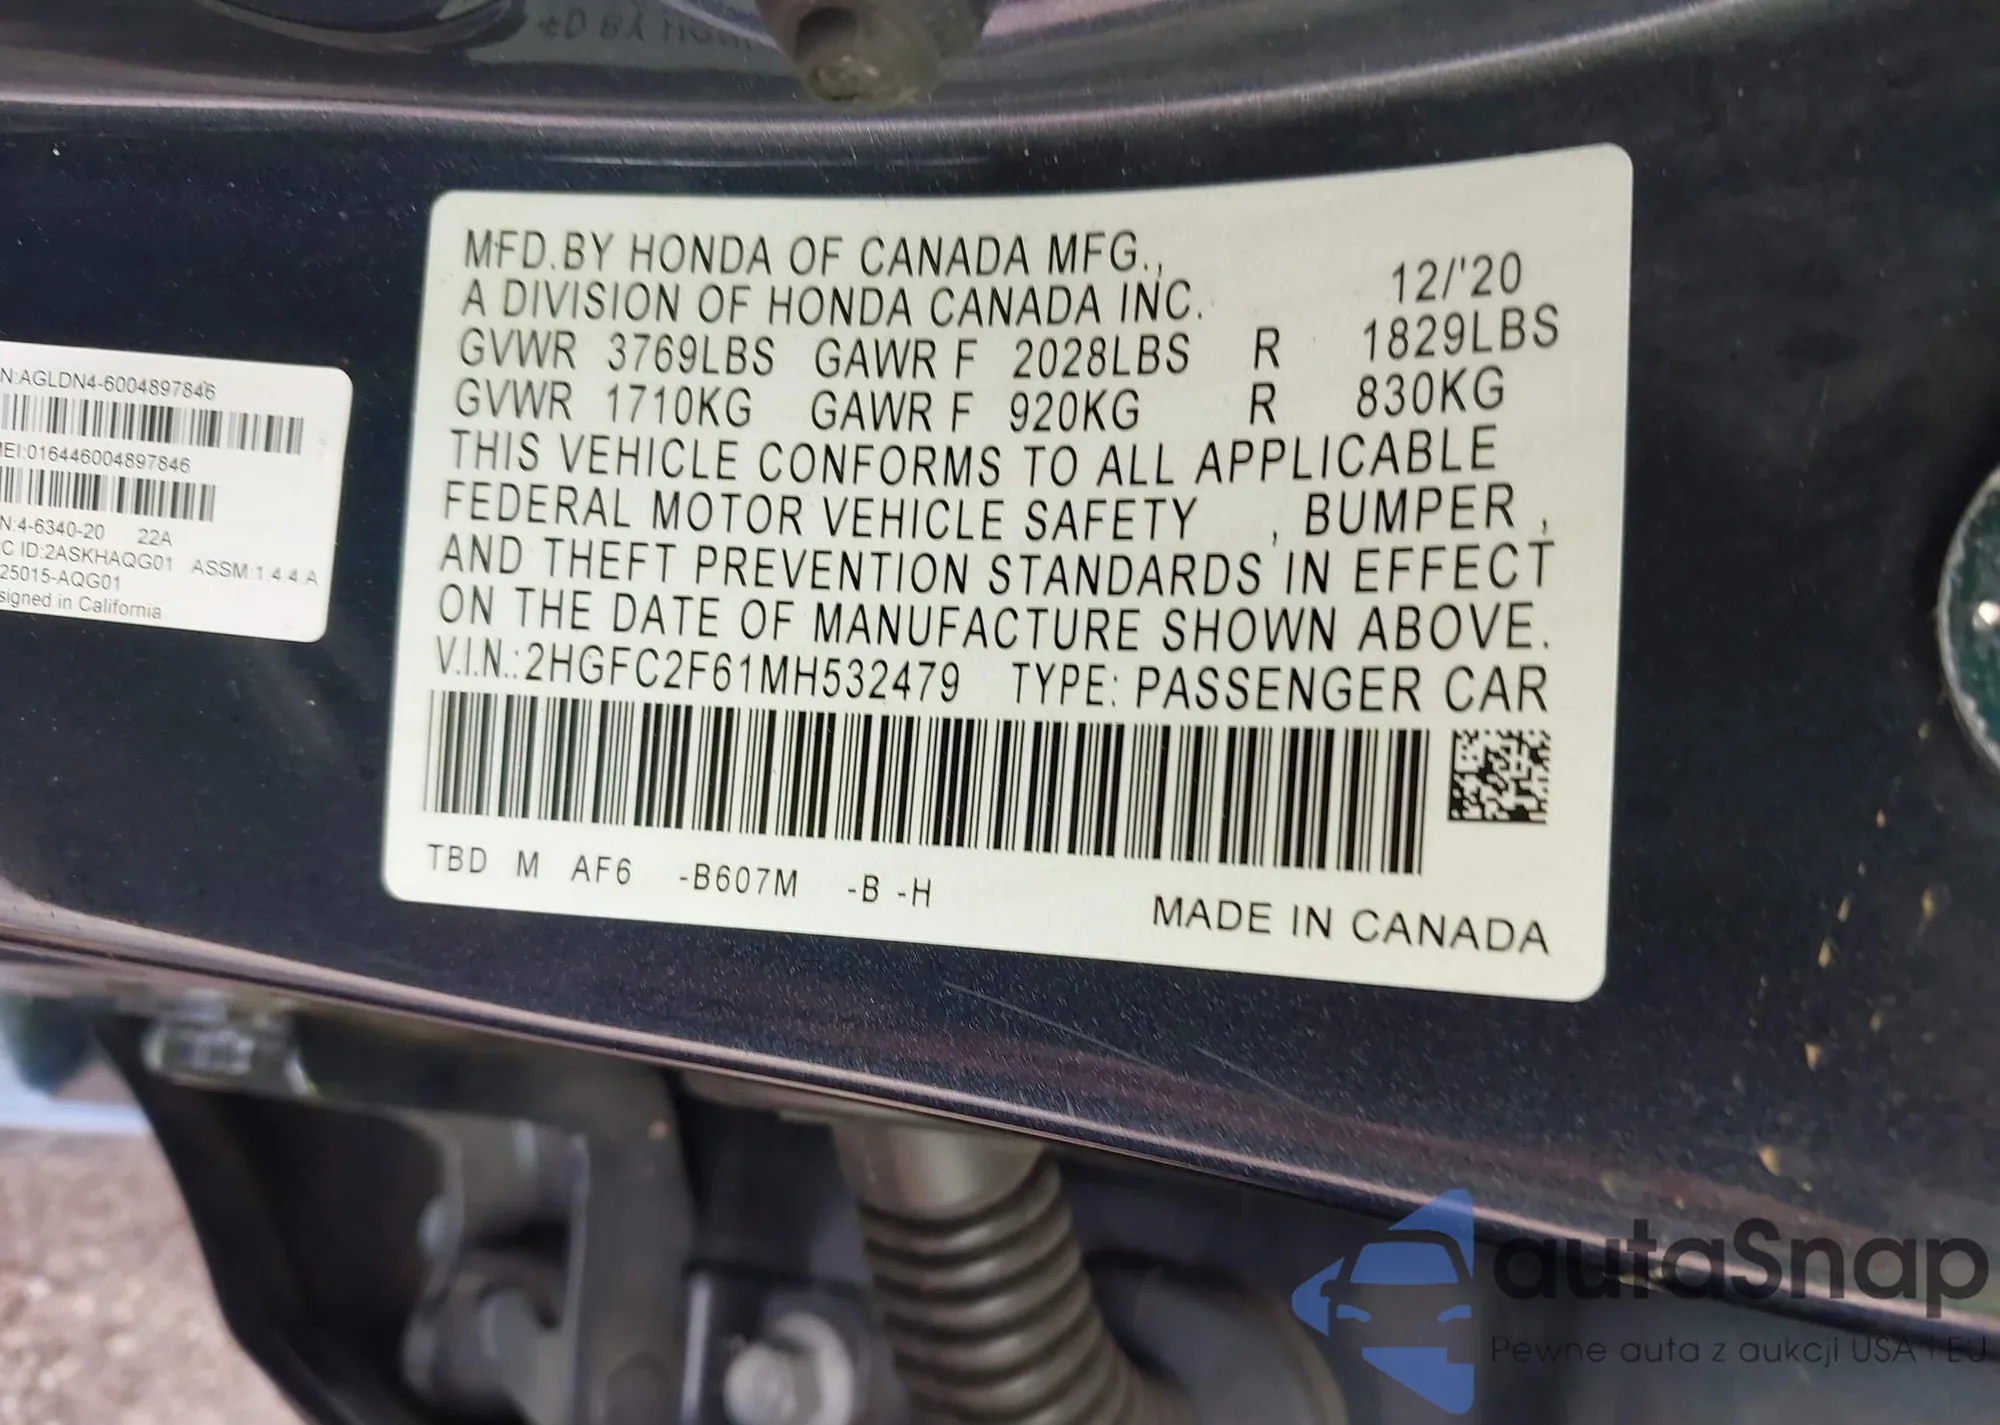 MFD.BY HONDA OF CANADA MFG.,
A DIVISION OF HONDA CANADA INC. 12/'20
GVWR 3769LBS GAWR F 2028LBS R 1829LBS
GVWR 1710KG GAWR F 920KG R 830KG
THIS VEHICLE CONFORMS TO ALL APPLICABLE
FEDERAL MOTOR VEHICLE SAFETY , BUMPER ,
AND THEFT PREVENTION STANDARDS IN EFFECT
ON THE DATE OF MANUFACTURE SHOWN ABOVE.
V.I.N.:2HGFC2F61MH532479 TYPE: PASSENGER CAR
TBD M AF6 -B607M -B -H
MADE IN CANADA
N:AGLDN4-6004897846
MEI:016446004897846
N:4-6340-20 22A
C ID:2ASKHAQG01 ASSM:1.4.4.A
25015-AQG01
signed in California
autaSnap
Pewne auta z aukcji USA i EU